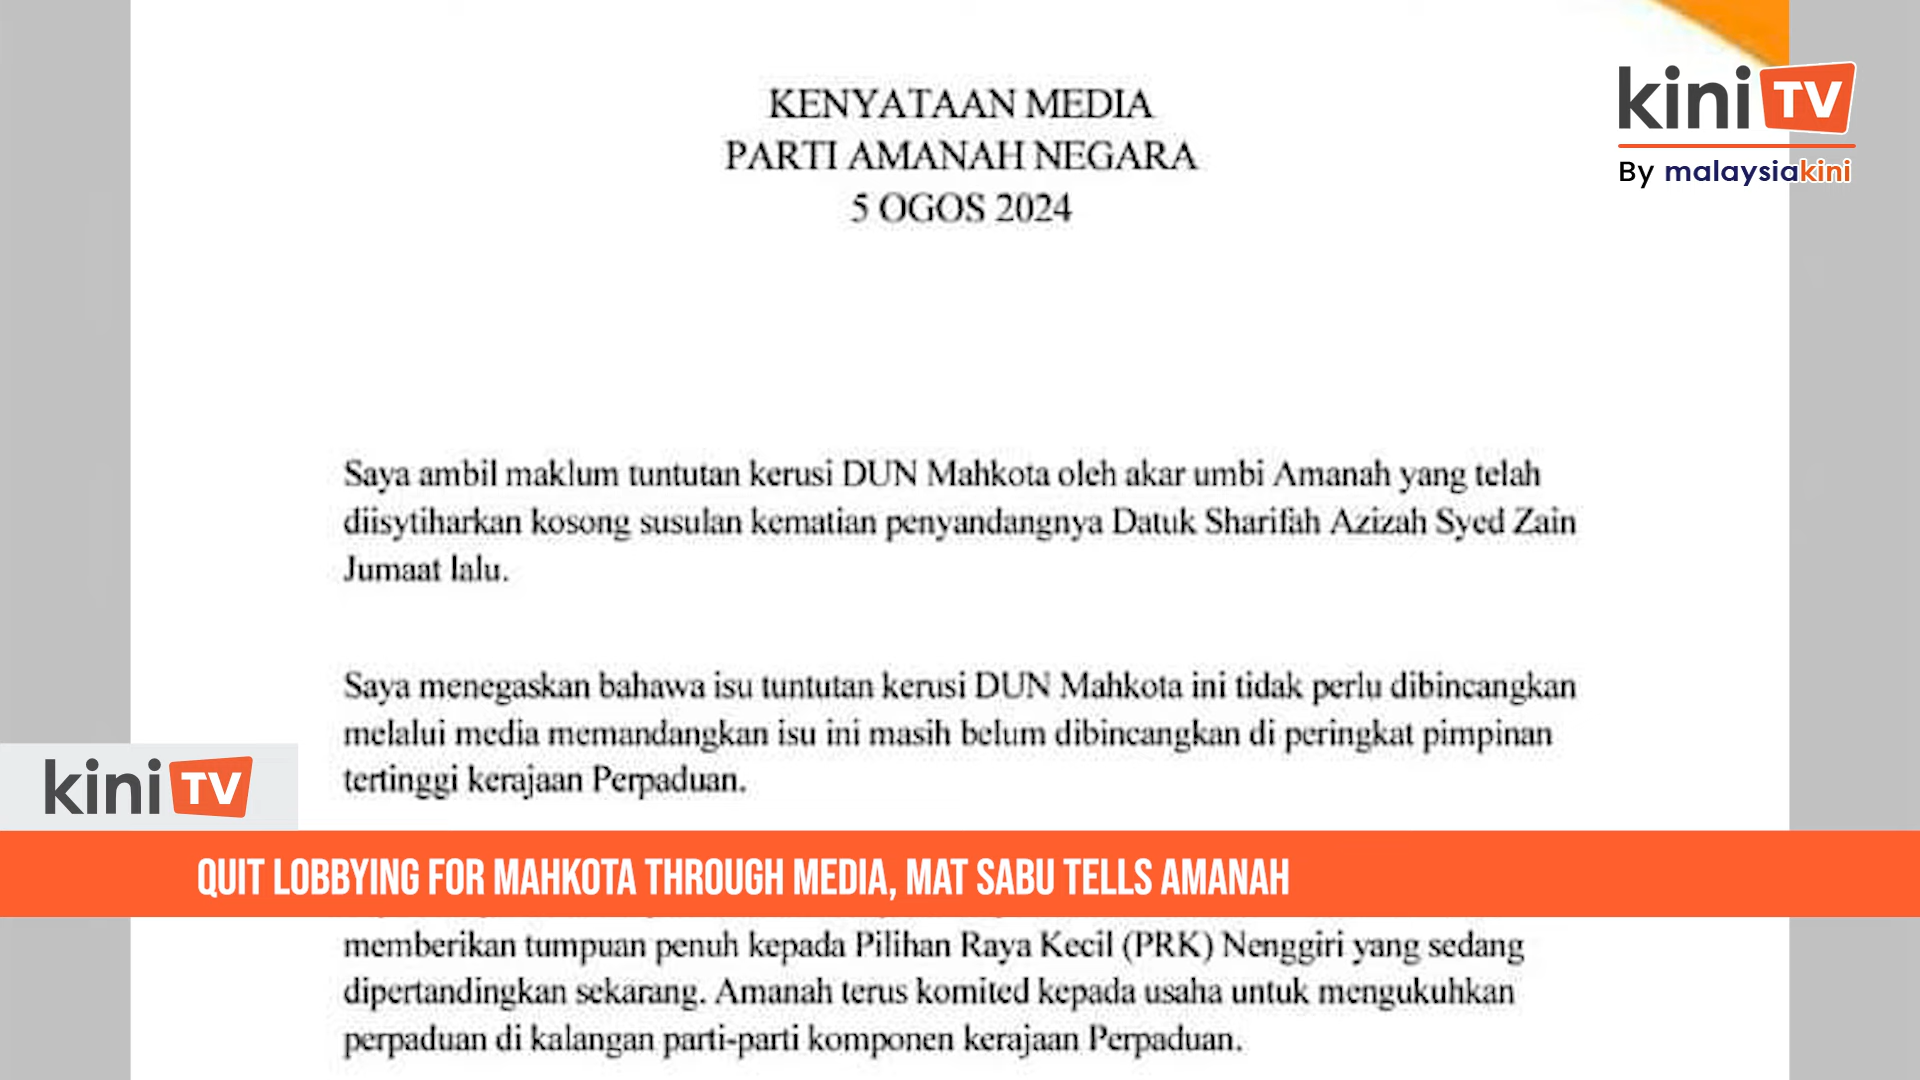 KENYATAAN MEDIA
PARTI AMANAH NEGARA
5 OGOS 2024
kini TV
By malaysiakini
Saya ambil maklum tuntutan kerusi DUN Mahkota oleh akar umbi Amanah yang telah
diisytiharkan kosong susulan kematian penyandangnya Datuk Sharifah Azizah Syed Zain
Jumaat lalu.
Saya menegaskan bahawa isu tuntutan kerusi DUN Mahkota ini tidak perlu dibincangkan
melalui media memandangkan isu ini masih belum dibincangkan di peringkat pimpinan
tertinggi kerajaan Perpaduan.
kini TV
QUIT LOBBYING FOR MAHKOTA THROUGH MEDIA, MAT SABU TELLS AMANAH
memberikan tumpuan penuh kepada Pilihan Raya Kecil (PRK) Nenggiri yang sedang
dipertandingkan sekarang. Amanah terus komited kepada usaha untuk mengukuhkan
perpaduan di kalangan parti-parti komponen kerajaan Perpaduan.